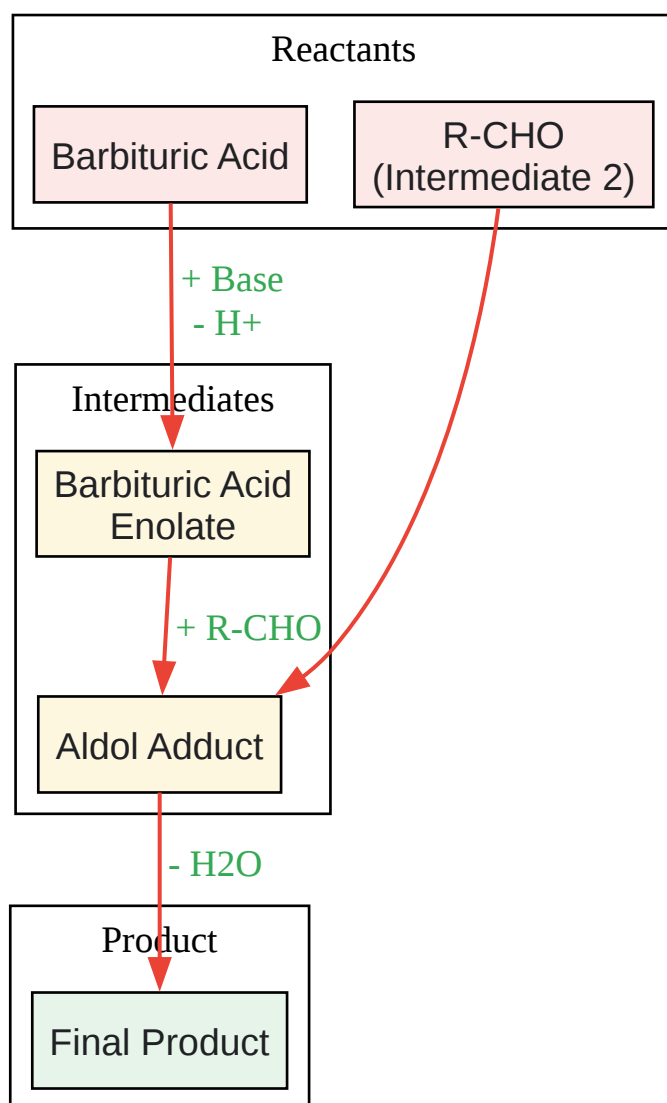 Reactants
Barbituric Acid
R-CHO
(Intermediate 2)
+ Base
- H+
Intermediates
Barbituric Acid
Enolate
+ R-CHO
Aldol Adduct
- H2O
Product
Final Product